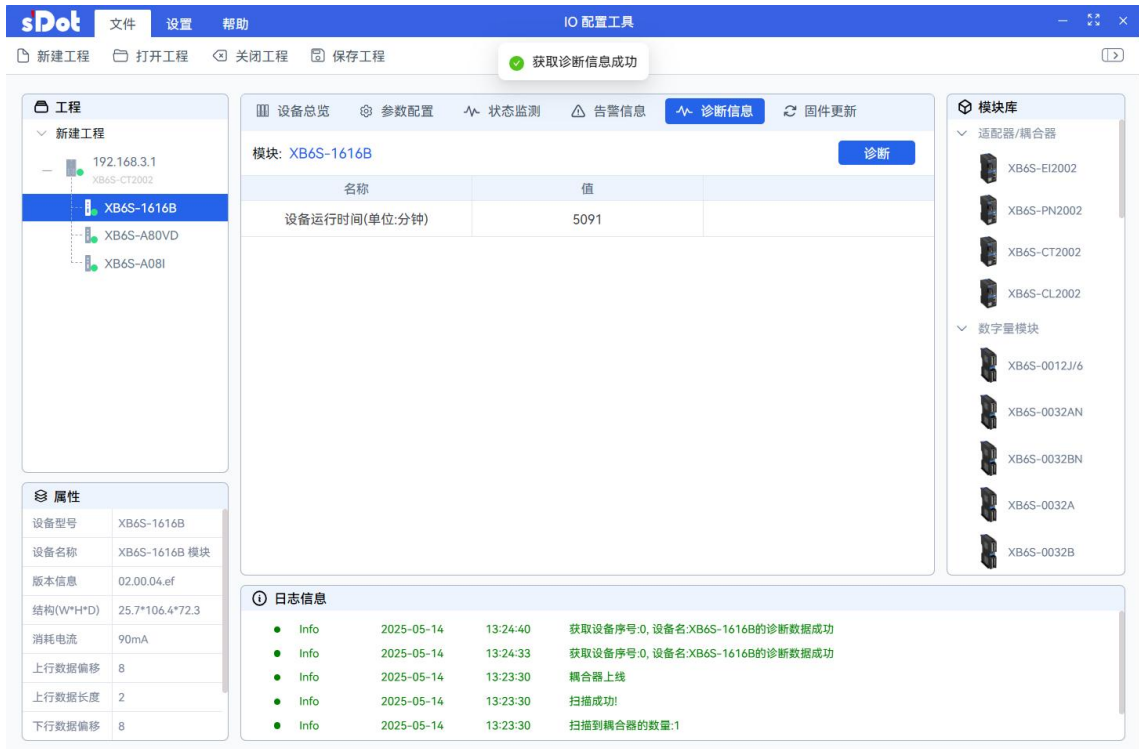 sDot 文件 设置 帮助 IO 配置工具
新建工程 打开工程 关闭工程 保存工程
获取诊断信息成功
工程
新建工程
192.168.3.1
XB6S-CT2002
XB6S-1616B
XB6S-A80VD
XB6S-A08I
属性
设备型号 XB6S-1616B
设备名称 XB6S-1616B 模块
版本信息 02.00.04.ef
结构(W*H*D) 25.7*106.4*72.3
消耗电流 90mA
上行数据偏移 8
上行数据长度 2
下行数据偏移 8
设备总览 参数配置 状态监测 告警信息 诊断信息 固件更新
模块: XB6S-1616B 诊断
名称 值
设备运行时间(单位:分钟) 5091
日志信息
Info 2025-05-14 13:24:40 获取设备序号:0, 设备名:XB6S-1616B的诊断数据成功
Info 2025-05-14 13:24:33 获取设备序号:0, 设备名:XB6S-1616B的诊断数据成功
Info 2025-05-14 13:23:30 耦合器上线
Info 2025-05-14 13:23:30 扫描成功!
Info 2025-05-14 13:23:30 扫描到耦合器的数量:1
模块库
适配器/耦合器
XB6S-EI2002
XB6S-PN2002
XB6S-CT2002
XB6S-CL2002
数字量模块
XB6S-0012J/6
XB6S-0032AN
XB6S-0032BN
XB6S-0032A
XB6S-0032B